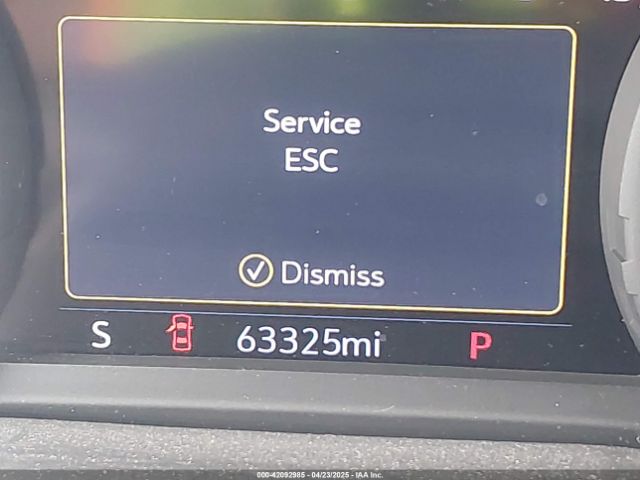 Service
ESC
Dismiss
S 63325mi P
000-42092985 - 04/23/2025 - IAA Inc.